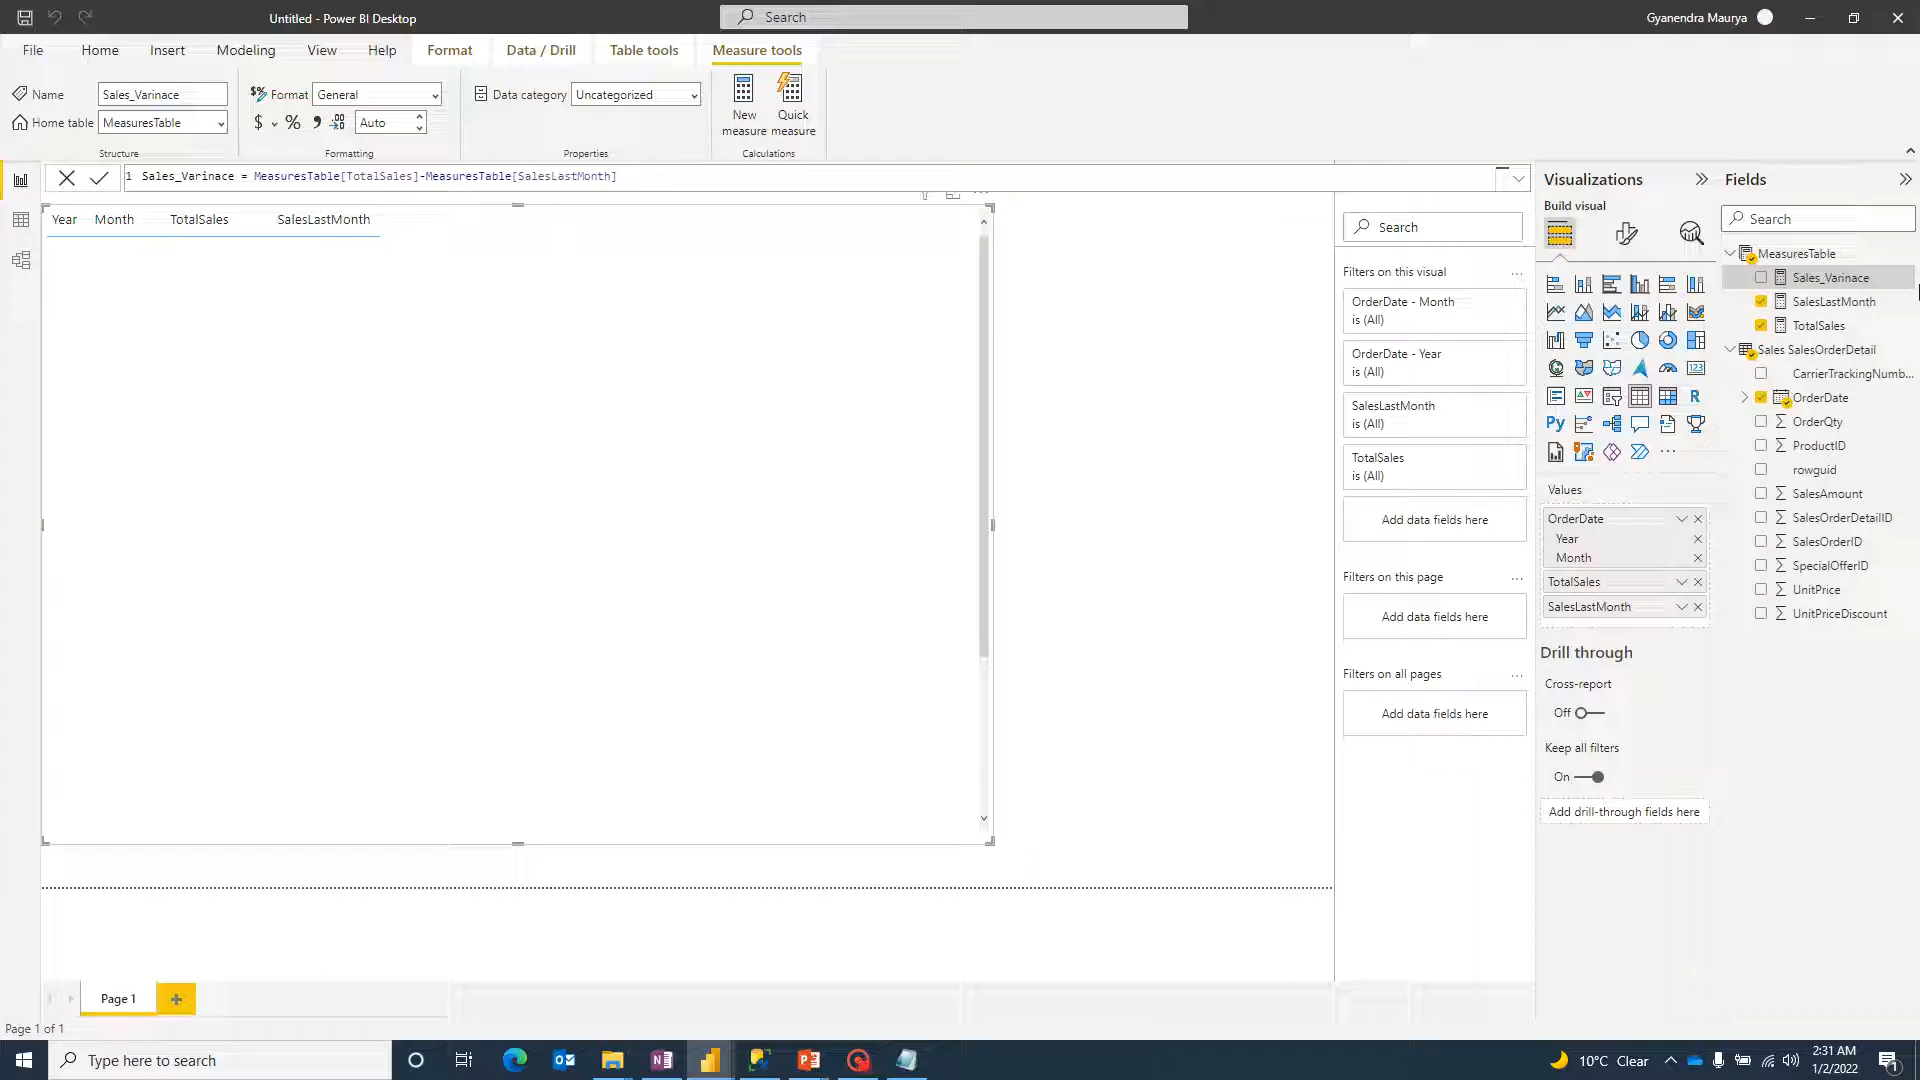 Untitled - Power BI Desktop
Search
Gyanendra Maurya
File Home Insert Modeling View Help Format Data / Drill Table tools Measure tools
Name Sales_Varinace
Home table MeasuresTable
Structure
Format General
$ % 9 Auto
Formatting
Data category Uncategorized
Properties
New measure
Quick measure
Calculations
1 Sales_Varinace = MeasuresTable[TotalSales]-MeasuresTable[SalesLastMonth]
Year Month TotalSales SalesLastMonth
Search
Filters on this visual ...
OrderDate - Month
is (All)
OrderDate - Year
is (All)
SalesLastMonth
is (All)
TotalSales
is (All)
Add data fields here
Filters on this page ...
Add data fields here
Filters on all pages ...
Add data fields here
Visualizations
Build visual
123
R
Py
...
Values
OrderDate
Year
Month
TotalSales
SalesLastMonth
Drill through
Cross-report
Off
Keep all filters
On
Add drill-through fields here
Fields
Search
MeasuresTable
Sales_Varinace
SalesLastMonth
TotalSales
Sales SalesOrderDetail
CarrierTrackingNumb...
OrderDate
OrderQty
ProductID
rowguid
SalesAmount
SalesOrderDetailID
SalesOrderID
SpecialOfferID
UnitPrice
UnitPriceDiscount
Page 1
Page 1 of 1
Type here to search
10°C Clear
2:31 AM
1/2/2022
1